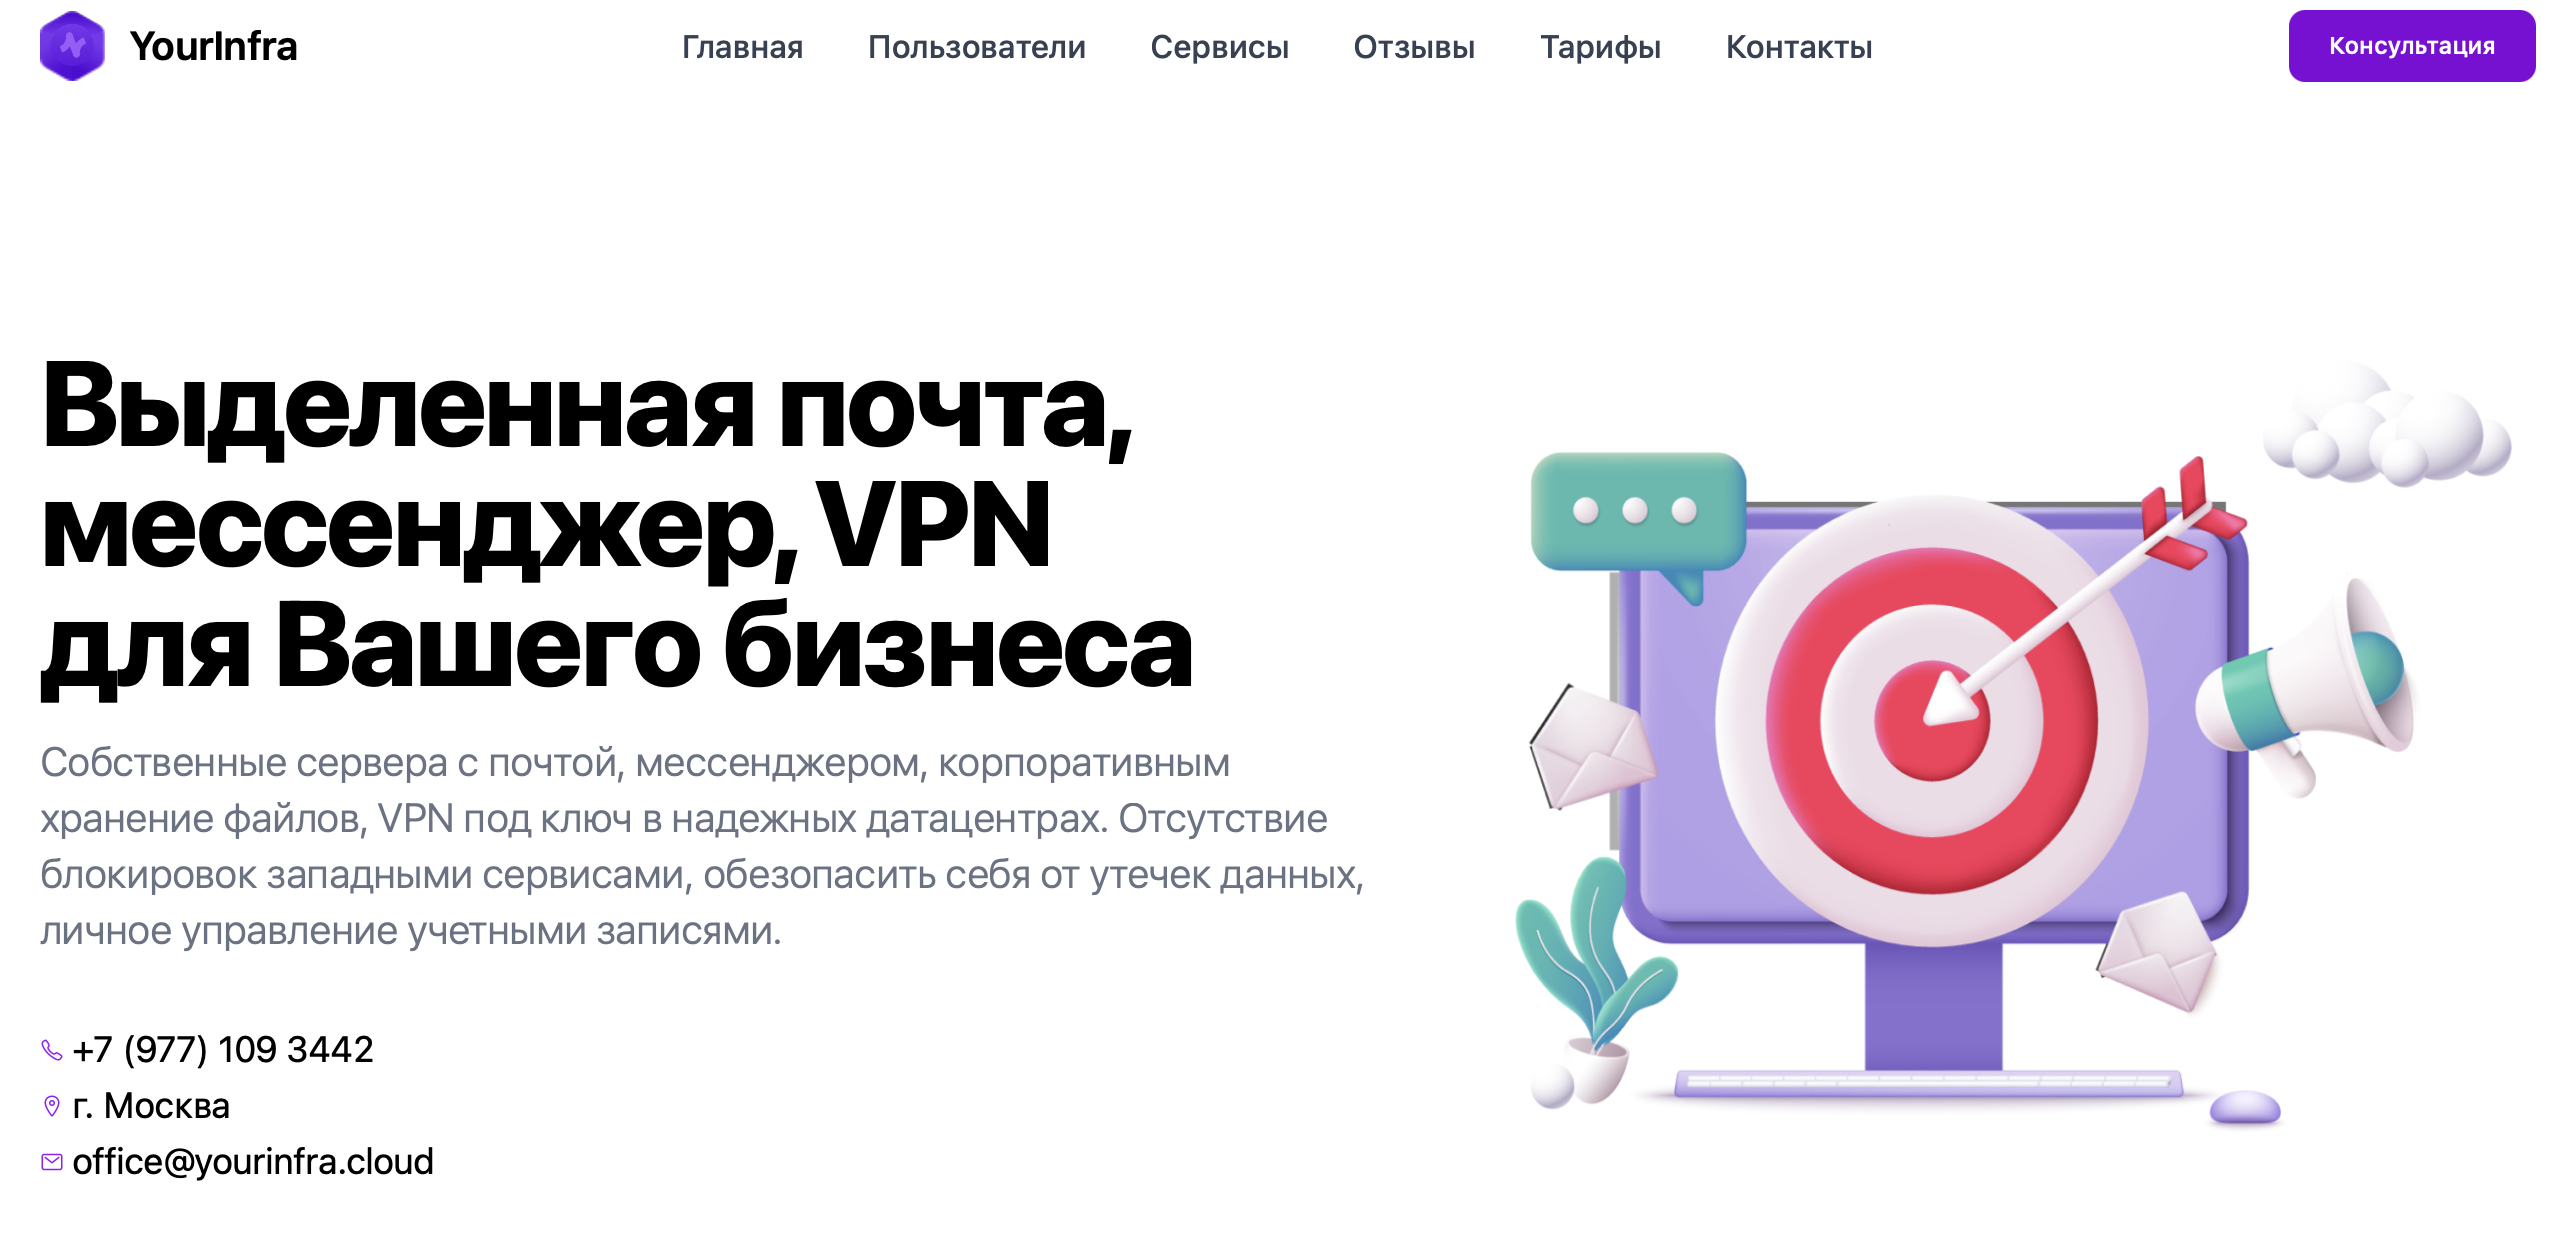 YourInfra
Главная Пользователи Сервисы Отзывы Тарифы Контакты
Консультация
Выделенная почта,
мессенджер, VPN
для Вашего бизнеса
Собственные сервера с почтой, мессенджером, корпоративным
хранение файлов, VPN под ключ в надежных датацентрах. Отсутствие
блокировок западными сервисами, обезопасить себя от утечек данных,
личное управление учетными записями.
+7 (977) 109 3442
г. Москва
office@yourinfra.cloud